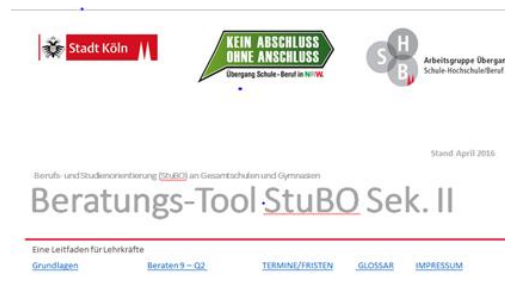 Stadt Köln
KEIN ABSCHLUSS
OHNE ANSCHLUSS
Übergang Schule - Beruf in NRW.
S H B
Arbeitsgruppe Übergan
Schule-Hochschule/Beruf
Stand April 2016
Berufs- und Studienorientierung (StuBO) an Gesamtschulen und Gymnasien
Beratungs-Tool StuBO Sek. II
Eine Leitfaden für Lehrkräfte
Grundlagen Beraten 9 – Q2 TERMINE/FRISTEN GLOSSAR IMPRESSUM